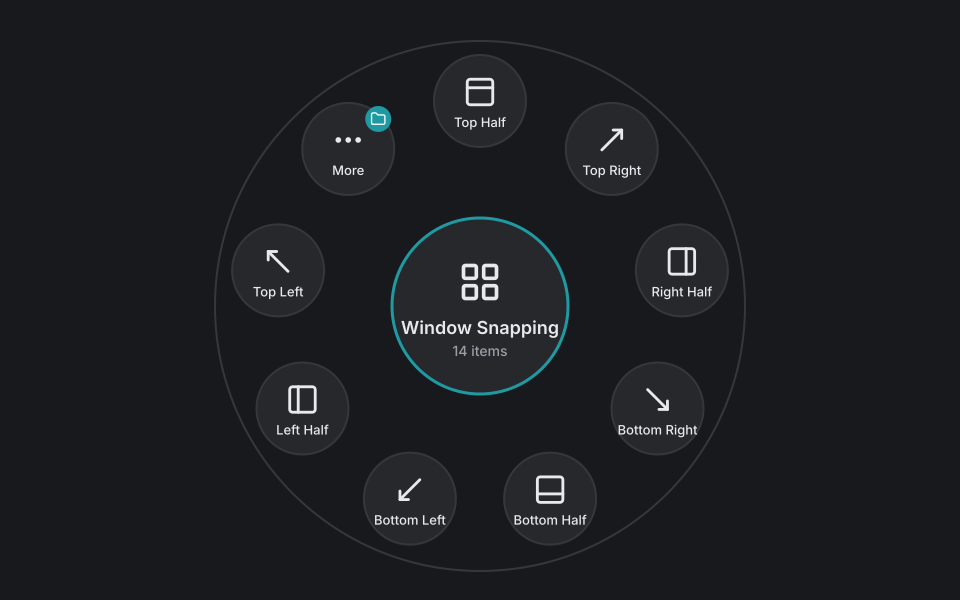 Top Half
More
Top Right
Top Left
Right Half
Window Snapping
14 items
Left Half
Bottom Right
Bottom Left
Bottom Half